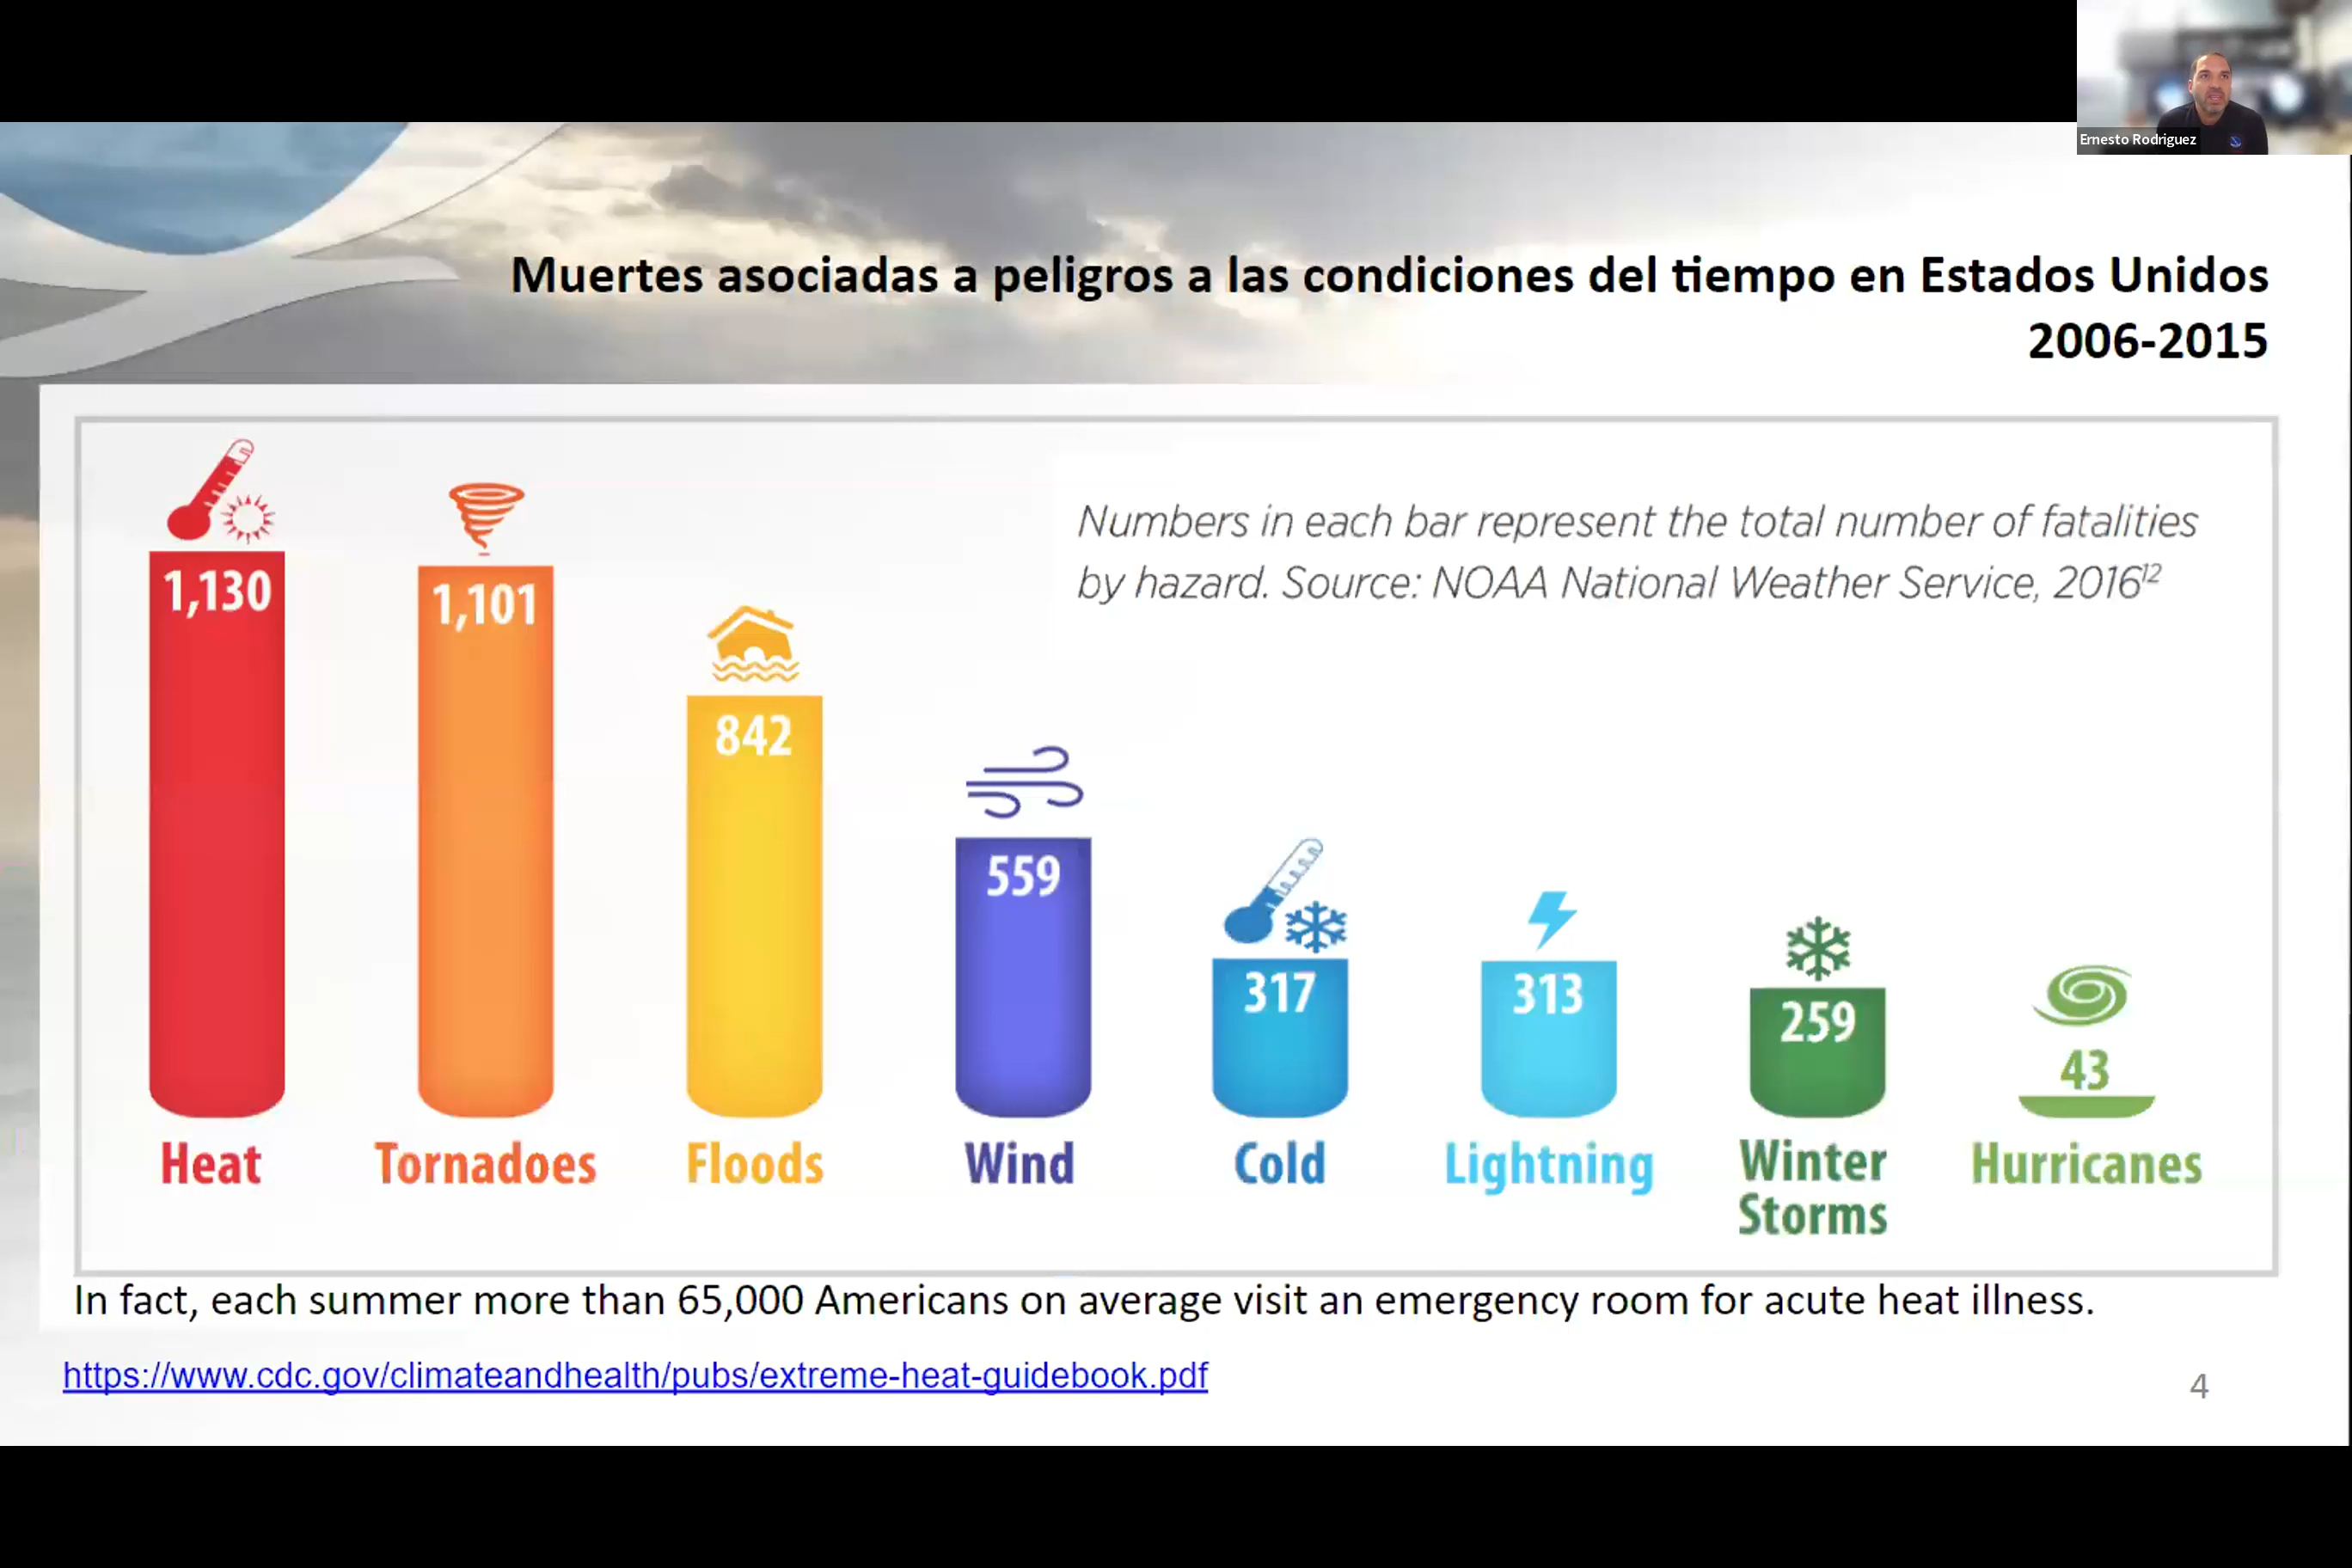 Ernesto Rodriguez
Muertes asociadas a peligros a las condiciones del tiempo en Estados Unidos
2006-2015
Numbers in each bar represent the total number of fatalities
by hazard. Source: NOAA National Weather Service, 2016¹²
1,130
1,101
842
559
317
313
259
43
Heat
Tornadoes
Floods
Wind
Cold
Lightning
Winter
Storms
Hurricanes
In fact, each summer more than 65,000 Americans on average visit an emergency room for acute heat illness.
https://www.cdc.gov/climateandhealth/pubs/extreme-heat-guidebook.pdf
4